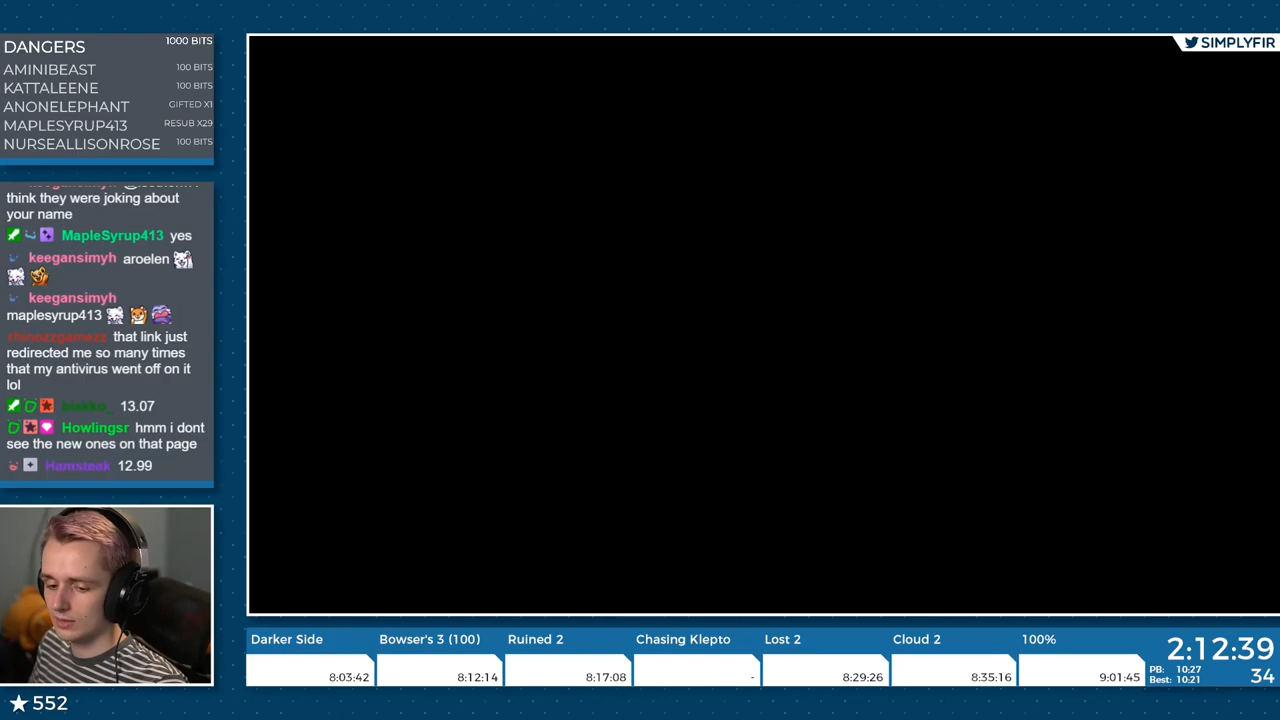 DANGERS 1000 BITS
AMINIBEAST 100 BITS
KATTALEENE 100 BITS
ANONELEPHANT GIFTED X1
MAPLESYRUP413 RESUB X29
NURSEALLISONROSE 100 BITS
SIMPLYFIR
think they were joking about
your name
MapleSyrup413 yes
keegansimyh aroelen
keegansimyh
maplesyrup413
that link just
redirected me so many times
that my antivirus went off on it
lol
13.07
Howlingsr hmm i dont
see the new ones on that page
Hamsteak 12.99
Darker Side Bowser's 3 (100) Ruined 2 Chasing Klepto Lost 2 Cloud 2 100%
8:03:42 8:12:14 8:17:08 - 8:29:26 8:35:16 9:01:45
2:12:39
PB: 10:27
Best: 10:21
34
552